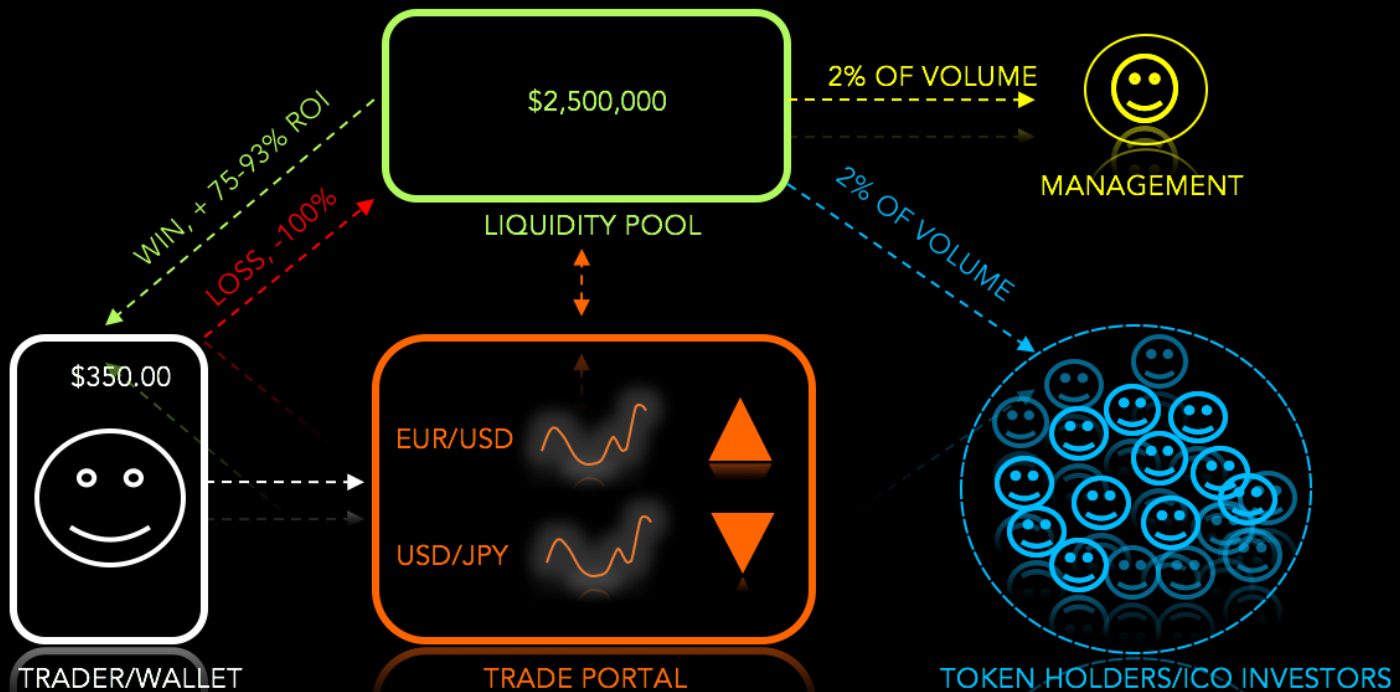 $2,500,000
LIQUIDITY POOL
2% OF VOLUME
MANAGEMENT
WIN, + 75-93% ROI
LOSS, -100%
2% OF VOLUME
$350.00
TRADER/WALLET
EUR/USD
USD/JPY
TRADE PORTAL
TOKEN HOLDERS/ICO INVESTORS